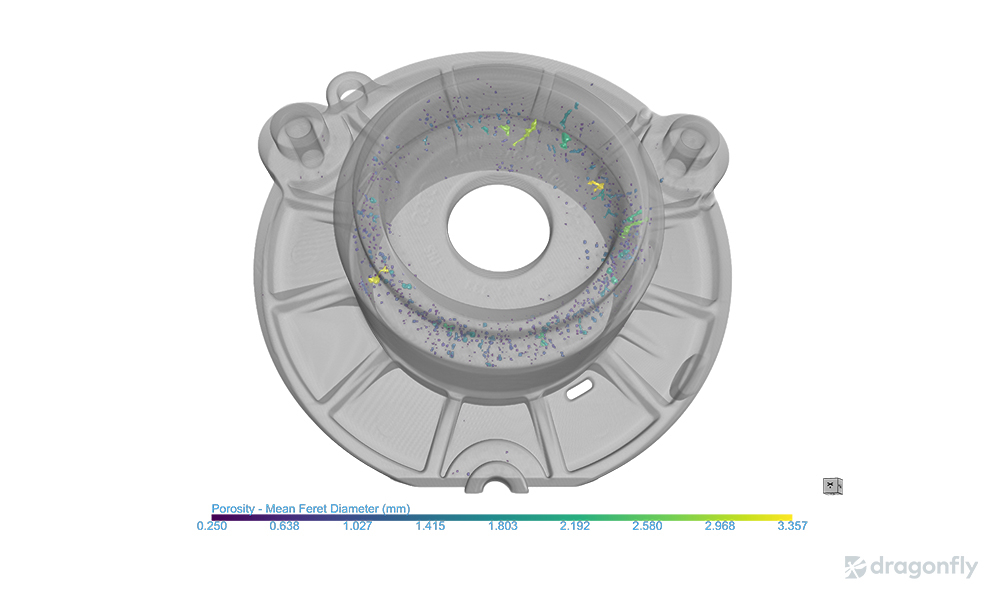 Porosity - Mean Feret Diameter (mm)
0.250 0.638 1.027 1.415 1.803 2.192 2.580 2.968 3.357
dragonfly